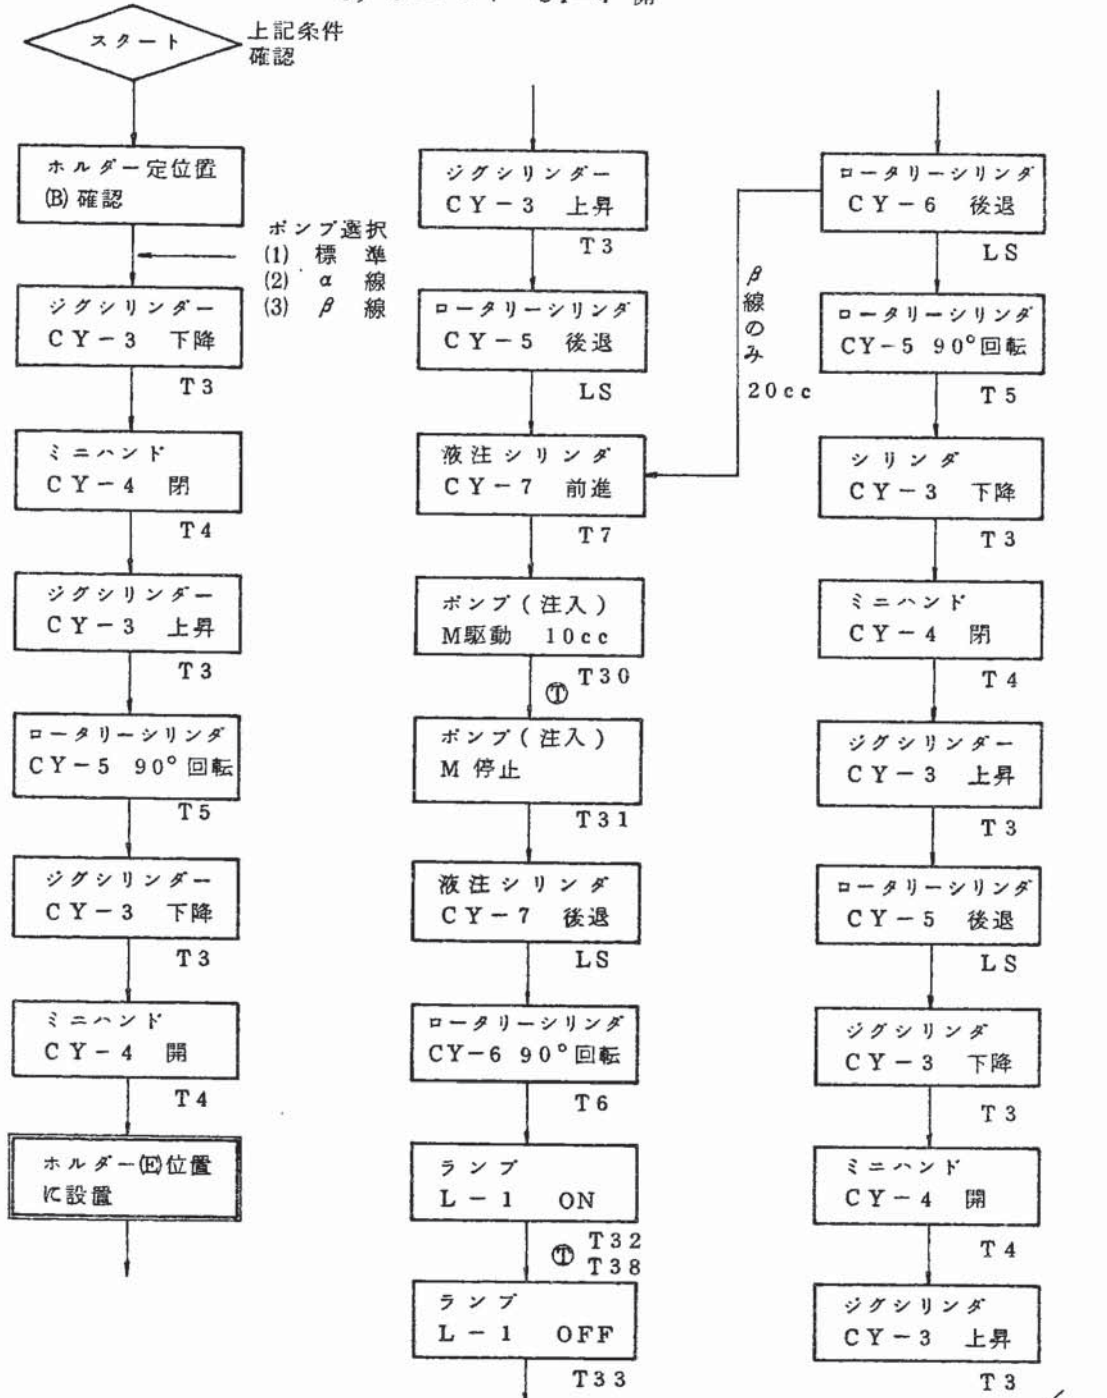 スタート
上記条件
確認
ホルダー定位置
(B) 確認
ポンプ選択
(1) 標 準
(2) α 線
(3) β 線
ジグシリンダー
CY-3 下降
T3
ミニハンド
CY-4 閉
T4
ジグシリンダー
CY-3 上昇
T3
ロータリーシリンダ
CY-5 90°回転
T5
ジグシリンダー
CY-3 下降
T3
ミニハンド
CY-4 開
T4
ホルダー(E)位置
に設置
ジグシリンダー
CY-3 上昇
T3
ロータリーシリンダ
CY-5 後退
LS
液注シリンダ
CY-7 前進
T7
ポンプ(注入)
M駆動 10cc
T30
Ⓣ
ポンプ(注入)
M 停止
T31
液注シリンダ
CY-7 後退
LS
ロータリーシリンダ
CY-6 90°回転
T6
ランプ
L-1 ON
Ⓣ T32
T38
ランプ
L-1 OFF
T33
β線のみ
20cc
ロータリーシリンダ
CY-6 後退
LS
ロータリーシリンダ
CY-5 90°回転
T5
シリンダ
CY-3 下降
T3
ミニハンド
CY-4 閉
T4
ジグシリンダー
CY-3 上昇
T3
ロータリーシリンダ
CY-5 後退
LS
ジグシリンダ
CY-3 下降
T3
ミニハンド
CY-4 開
T4
ジグシリンダ
CY-3 上昇
T3